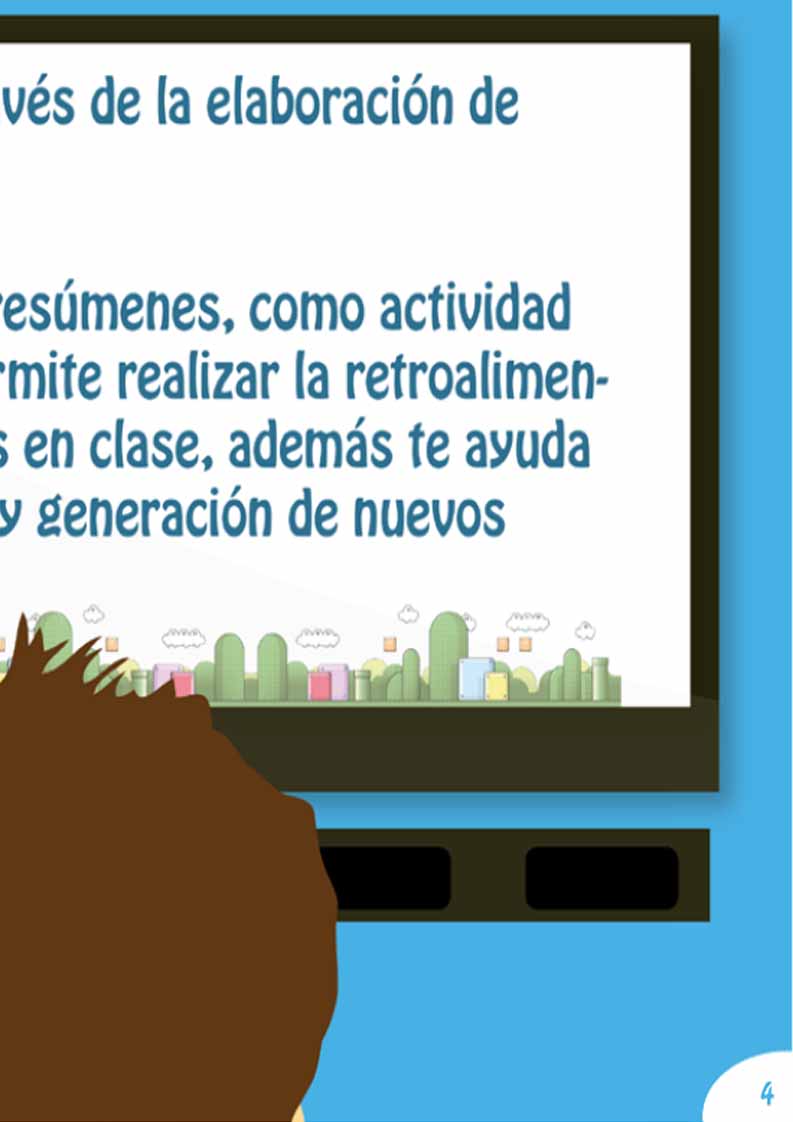 vés de la elaboración de
resúmenes, como actividad
rmite realizar la retroalimen-
s en clase, además te ayuda
y generación de nuevos
4